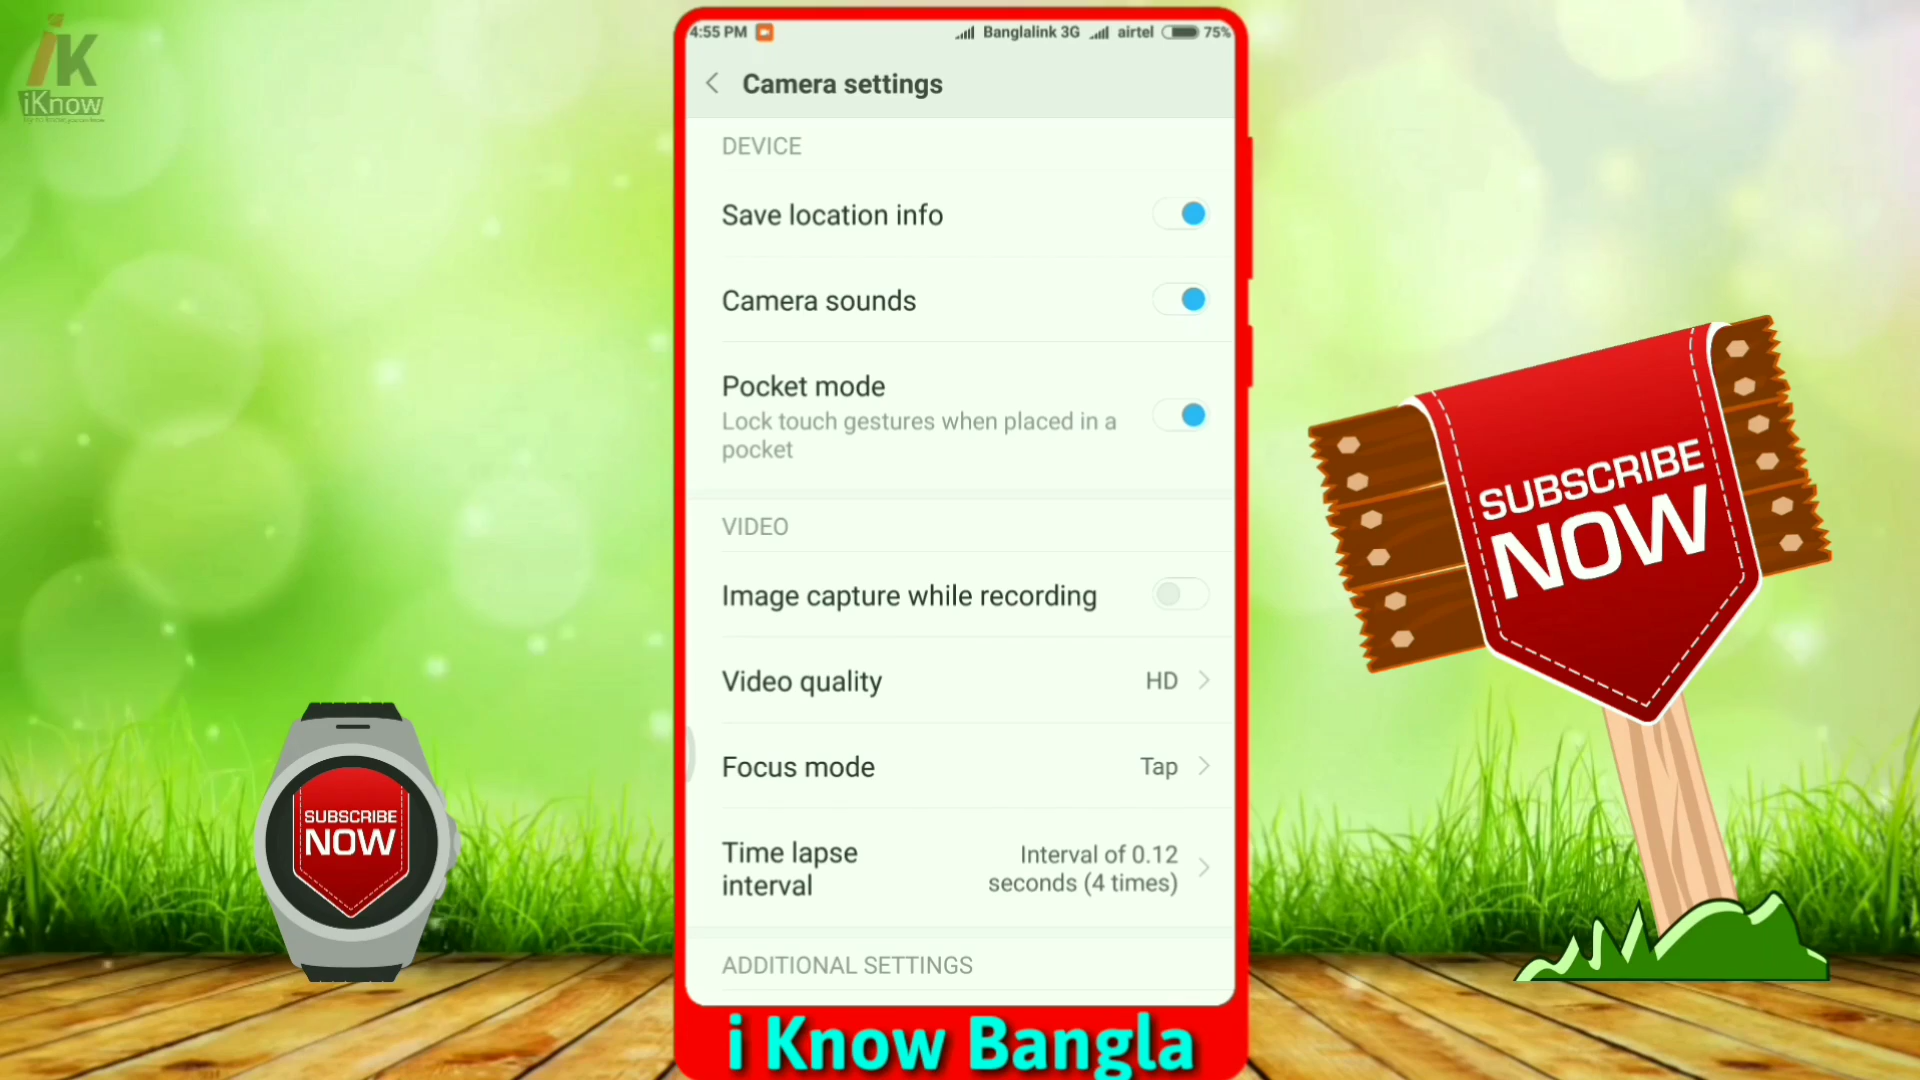 iK
iKnow
4:55 PM Banglalink 3G airtel 75%
Camera settings
DEVICE
Save location info
Camera sounds
Pocket mode
Lock touch gestures when placed in a
pocket
VIDEO
Image capture while recording
Video quality HD
Focus mode Tap
Time lapse
interval
Interval of 0.12
seconds (4 times)
ADDITIONAL SETTINGS
i Know Bangla
SUBSCRIBE
NOW
SUBSCRIBE
NOW